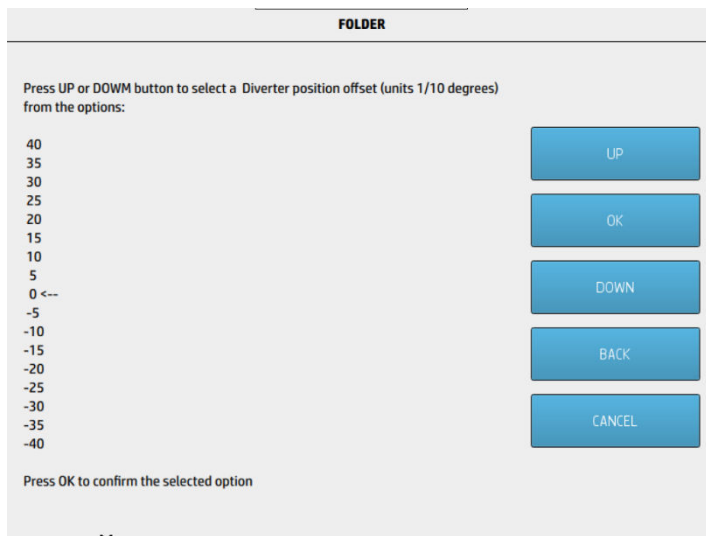 FOLDER
Press UP or DOWM button to select a Diverter position offset (units 1/10 degrees)
from the options:
40
35
30
25
20
15
10
5
0 <--
-5
-10
-15
-20
-25
-30
-35
-40
Press OK to confirm the selected option
UP
OK
DOWN
BACK
CANCEL